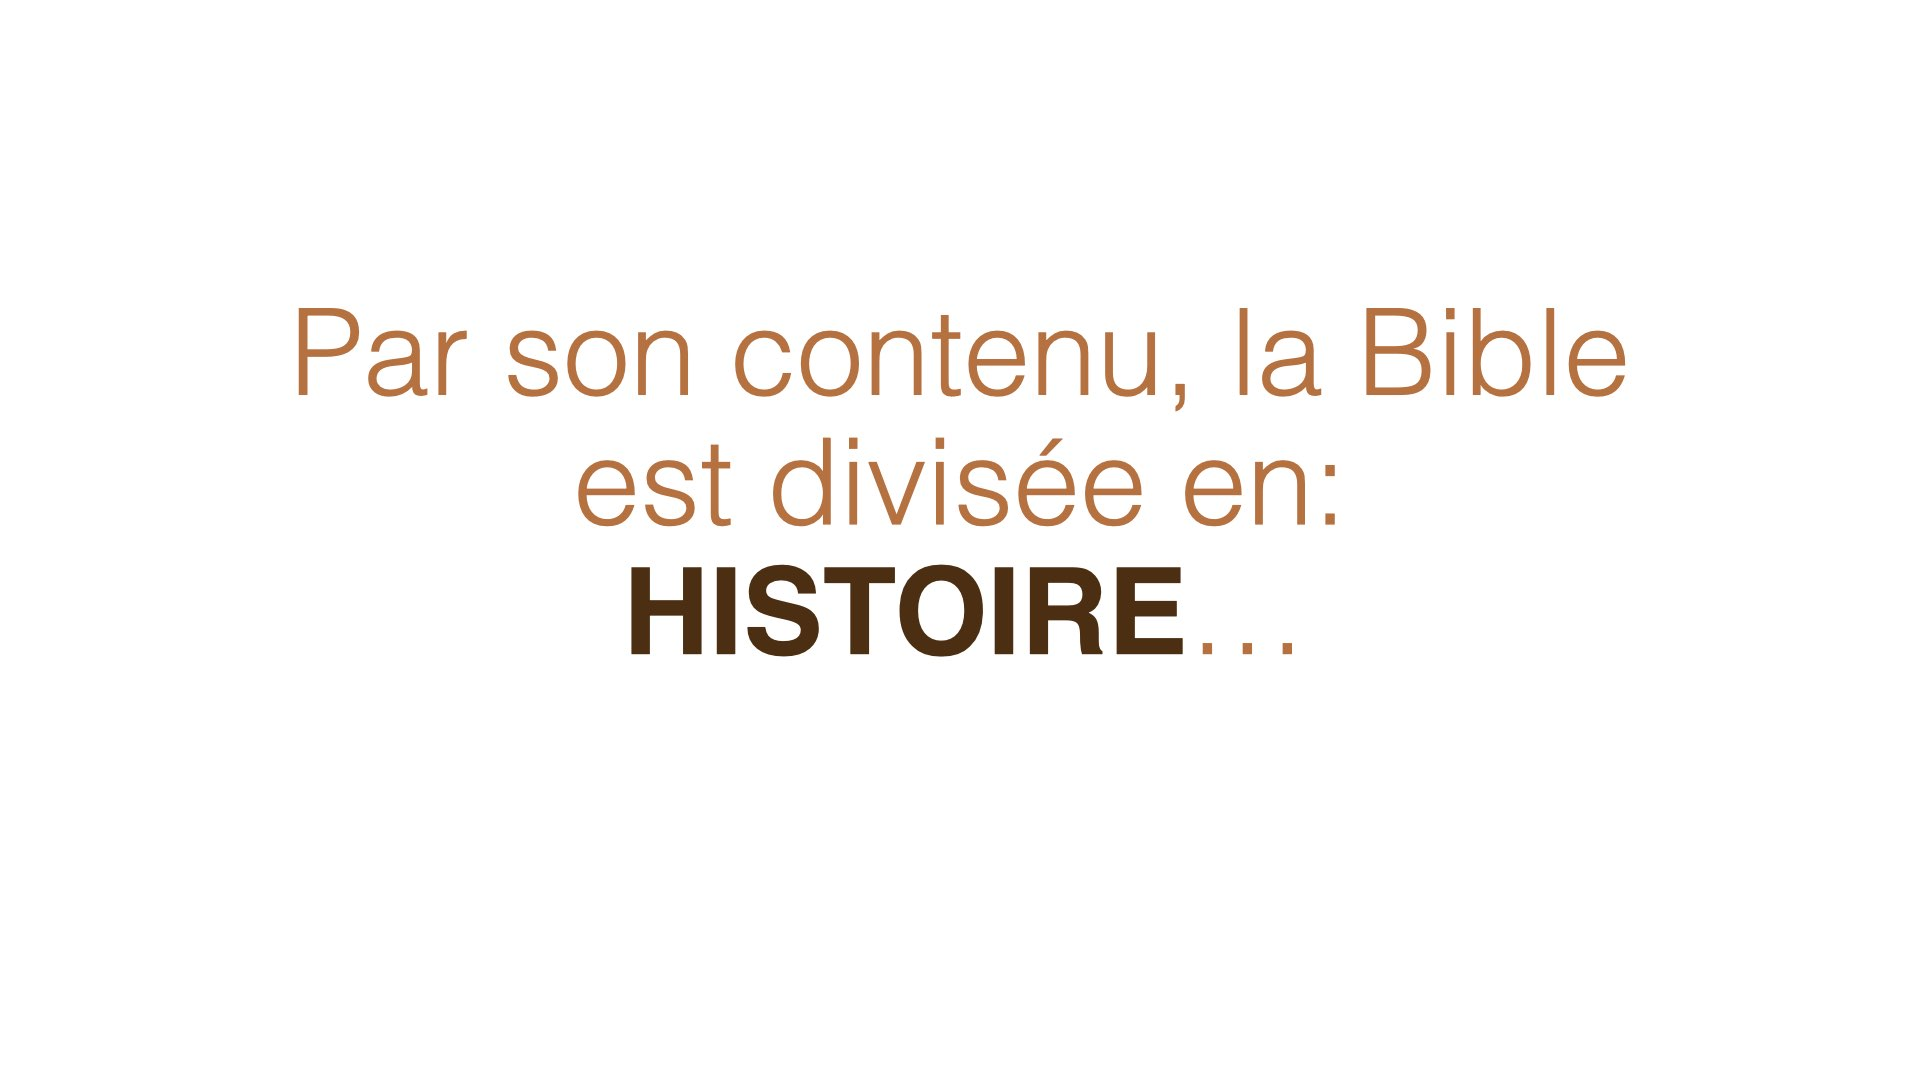 Par son contenu, la Bible
est divisée en:
HISTOIRE…